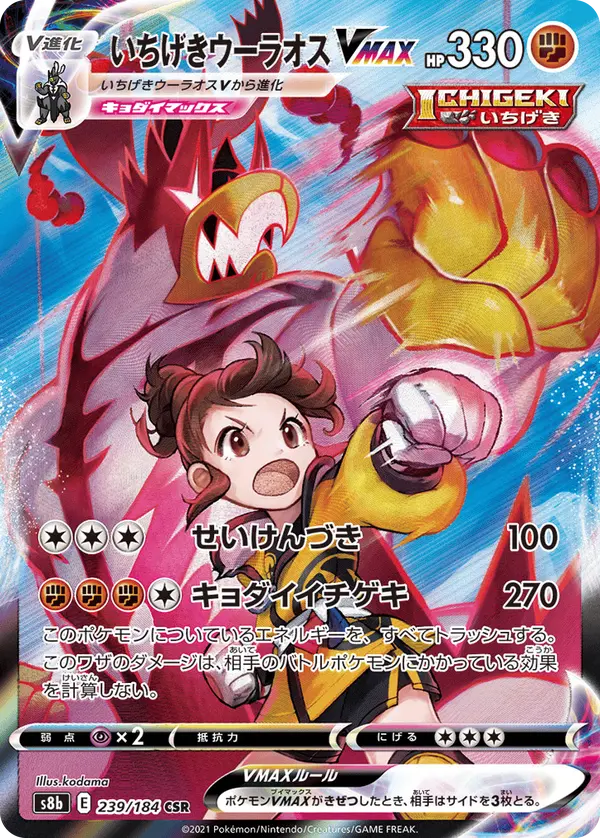 V進化
いちげきウーラオスVMAX
HP330
いちげきウーラオスVから進化
キョダイマックス
ICHIGEKI
いちげき
せいけんづき 100
キョダイイチゲキ 270
このポケモンについているエネルギーを、すべてトラッシュする。
このワザのダメージは、相手のバトルポケモンにかかっている効果
を計算しない。
弱点 ×2 抵抗力 にげる
Illus.kodama
VMAXルール
s8b E 239/184 CSR
ポケモンVMAXがきぜつしたとき、相手はサイドを3枚とる。
©2021 Pokémon/Nintendo/Creatures/GAME FREAK.